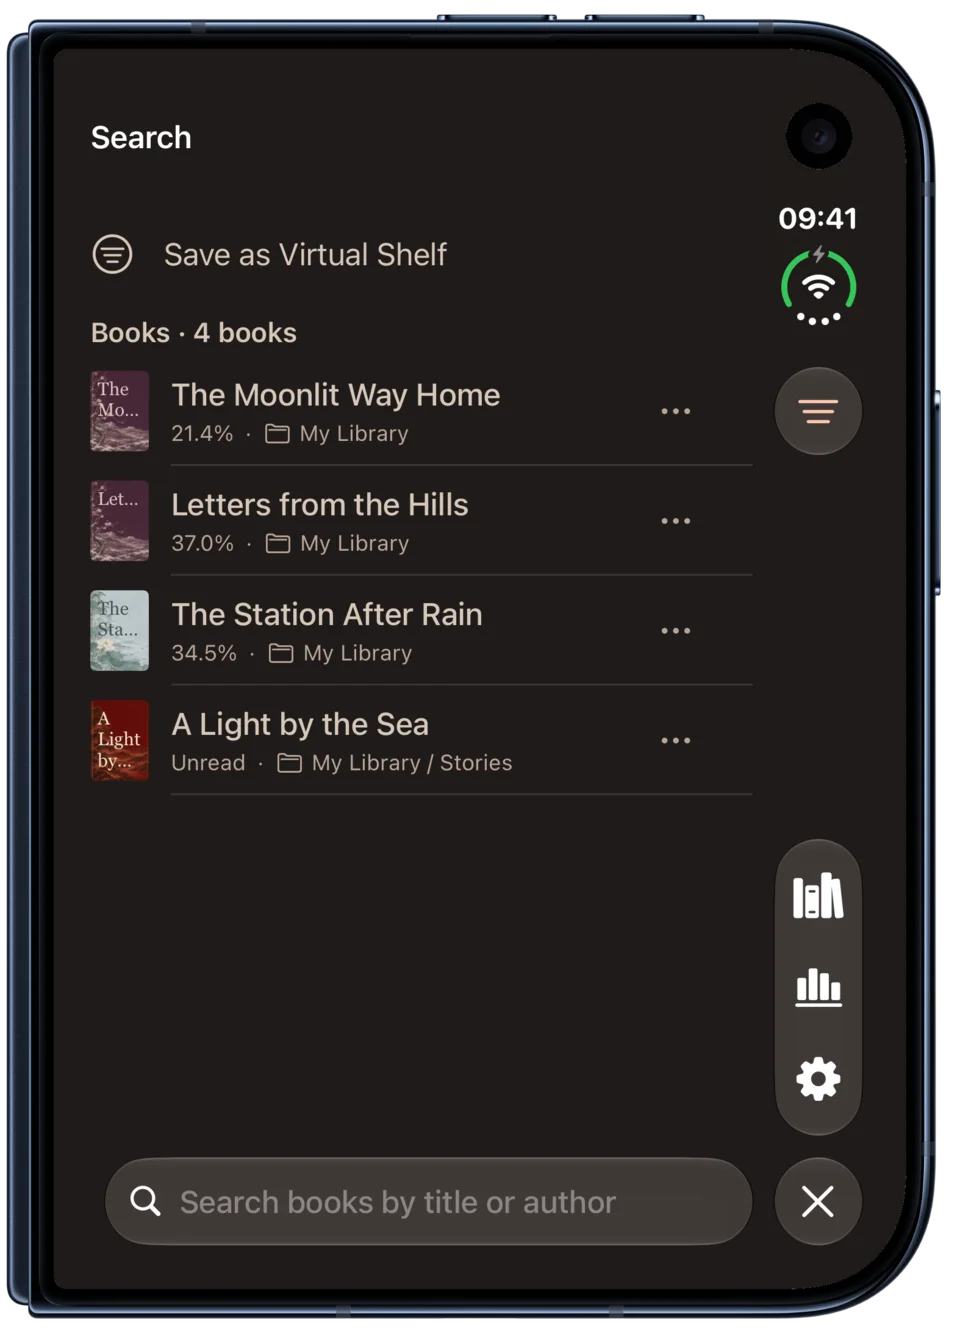 Search
09:41
Save as Virtual Shelf
Books · 4 books
The
Mo...
The Moonlit Way Home
21.4% · My Library
Let...
Letters from the Hills
37.0% · My Library
The
Sta...
The Station After Rain
34.5% · My Library
A
Light
by...
A Light by the Sea
Unread · My Library / Stories
Search books by title or author